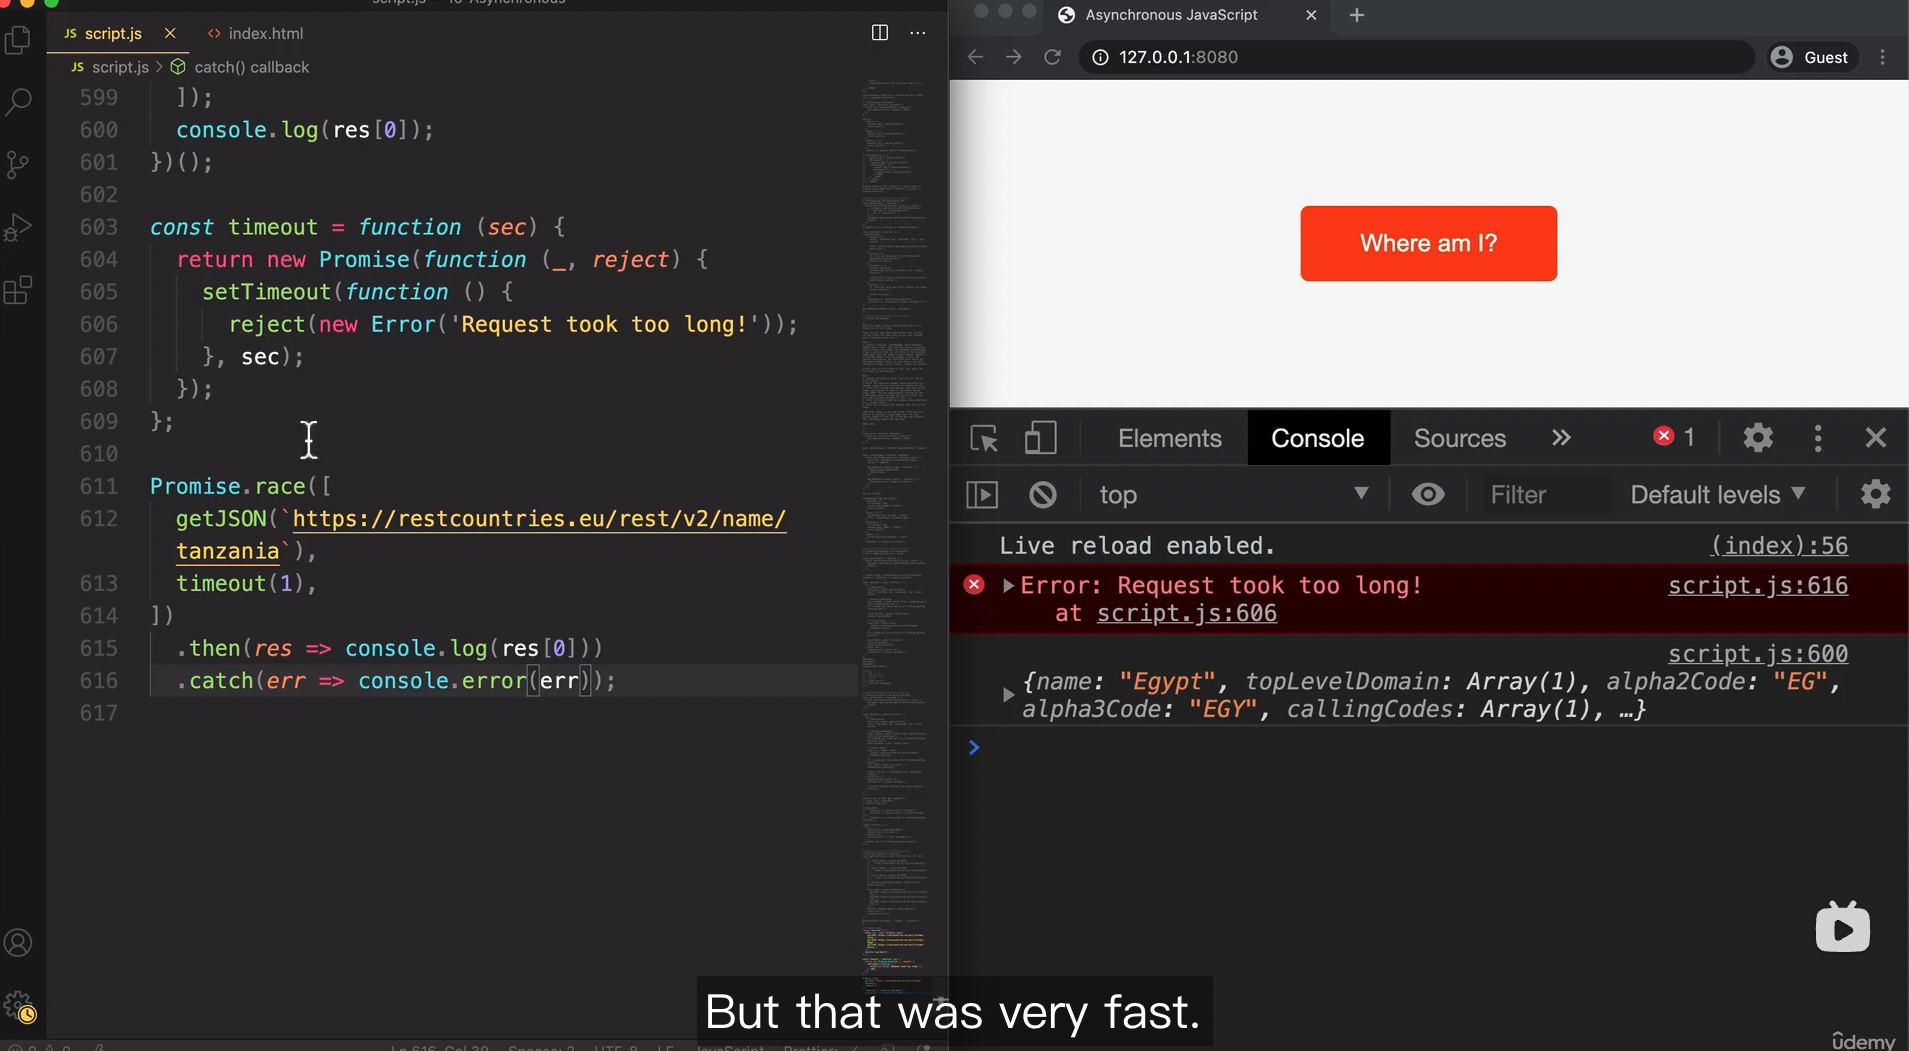 JS script.js
<> index.html
JS script.js > catch() callback
599 ]);
600 console.log(res[0]);
601 })();
602
603 const timeout = function (sec) {
604 return new Promise(function (_, reject) {
605 setTimeout(function () {
606 reject(new Error('Request took too long!'));
607 }, sec);
608 });
609 };
610
611 Promise.race([
612 getJSON(`https://restcountries.eu/rest/v2/name/
tanzania`),
613 timeout(1),
614 ])
615 .then(res => console.log(res[0]))
616 .catch(err => console.error(err));
617
Asynchronous JavaScript
127.0.0.1:8080
Guest
Where am I?
Elements Console Sources » 1
top Filter Default levels
Live reload enabled. (index):56
Error: Request took too long! script.js:616
at script.js:606
script.js:600
{name: "Egypt", topLevelDomain: Array(1), alpha2Code: "EG",
alpha3Code: "EGY", callingCodes: Array(1), …}
But that was very fast.
ûdemy